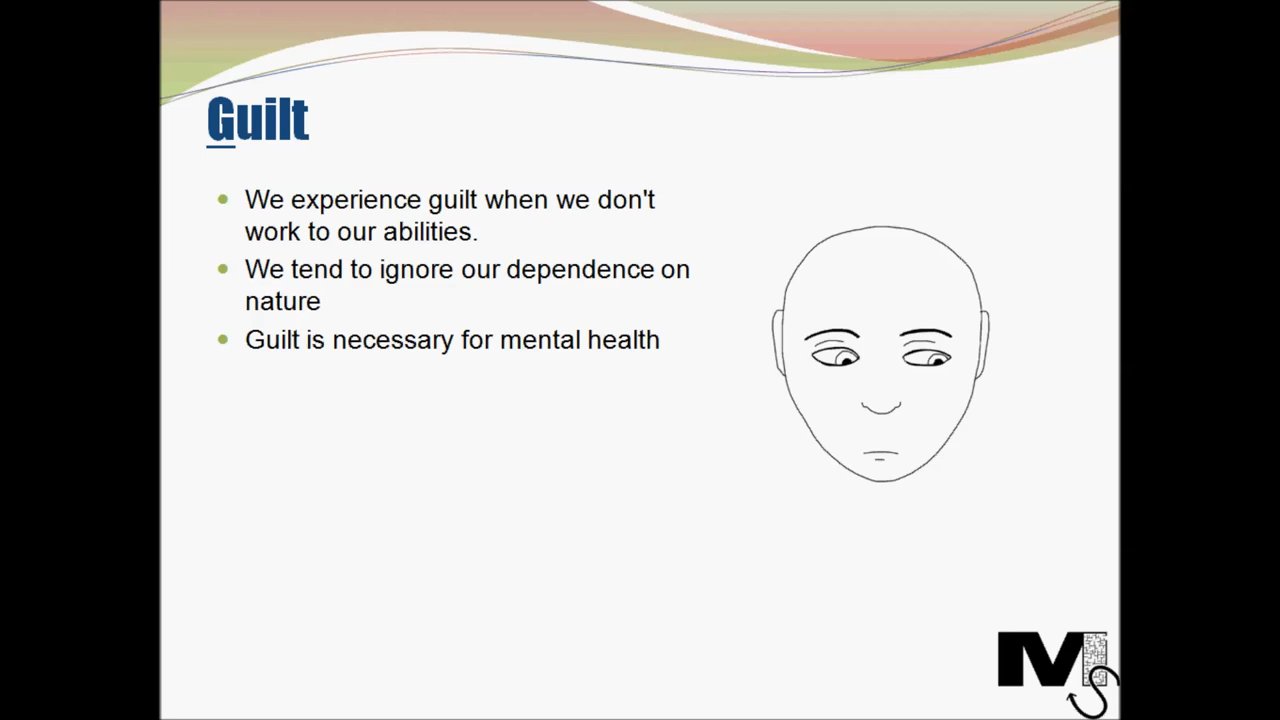 Guilt
We experience guilt when we don't
work to our abilities.
We tend to ignore our dependence on
nature
Guilt is necessary for mental health
MS